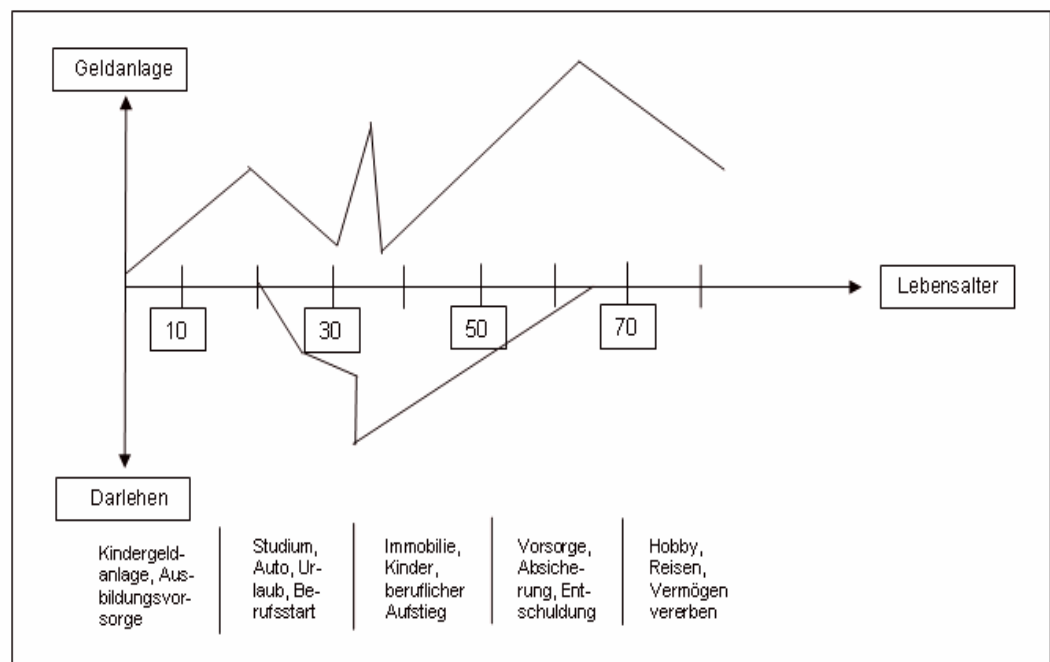 Geldanlage
Lebensalter
10
30
50
70
Darlehen
Kindergeld-
anlage, Aus-
bildungsvor-
sorge
Studium,
Auto, Ur-
laub, Be-
rufsstart
Immobilie,
Kinder,
beruflicher
Aufstieg
Vorsorge,
Absiche-
rung, Ent-
schuldung
Hobby,
Reisen,
Vermögen
vererben